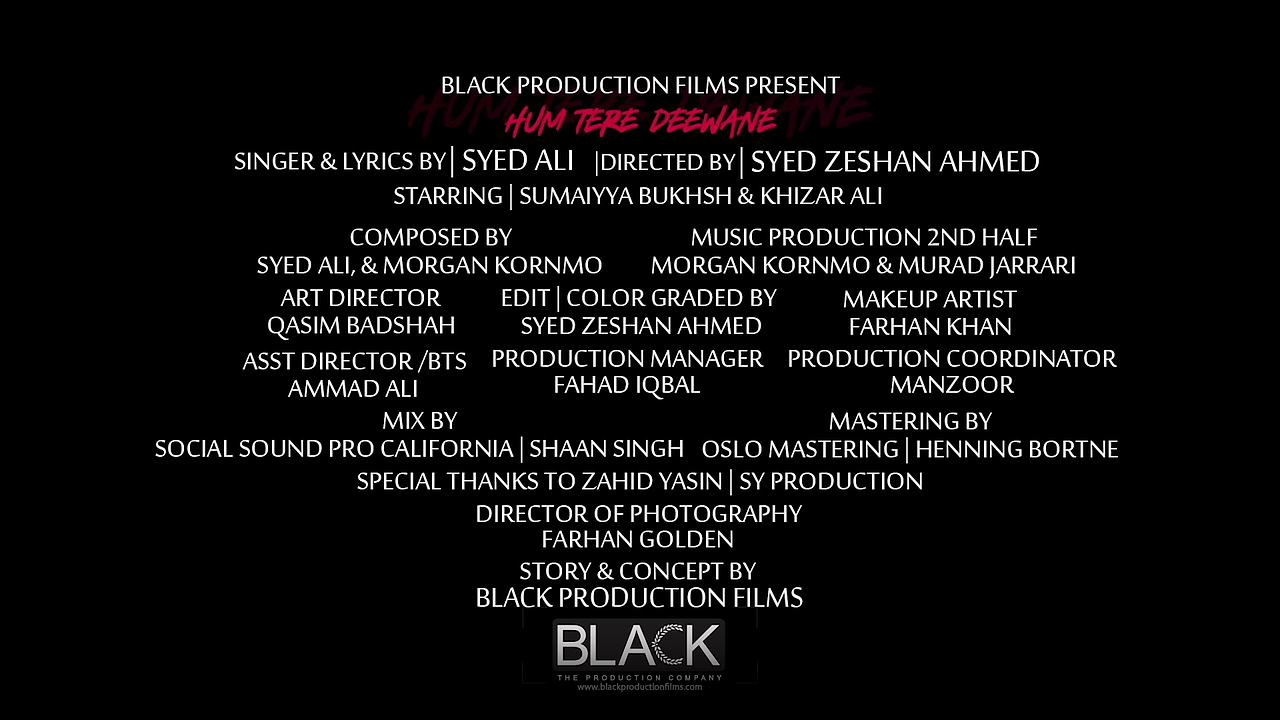 BLACK PRODUCTION FILMS PRESENT
HUM TERE DEEWANE
SINGER & LYRICS BY| SYED ALI |DIRECTED BY| SYED ZESHAN AHMED
STARRING | SUMAIYYA BUKHSH & KHIZAR ALI
COMPOSED BY MUSIC PRODUCTION 2ND HALF
SYED ALI, & MORGAN KORNMO MORGAN KORNMO & MURAD JARRARI
ART DIRECTOR EDIT | COLOR GRADED BY MAKEUP ARTIST
QASIM BADSHAH SYED ZESHAN AHMED FARHAN KHAN
ASST DIRECTOR /BTS PRODUCTION MANAGER PRODUCTION COORDINATOR
AMMAD ALI FAHAD IQBAL MANZOOR
MIX BY MASTERING BY
SOCIAL SOUND PRO CALIFORNIA | SHAAN SINGH OSLO MASTERING | HENNING BORTNE
SPECIAL THANKS TO ZAHID YASIN | SY PRODUCTION
DIRECTOR OF PHOTOGRAPHY
FARHAN GOLDEN
STORY & CONCEPT BY
BLACK PRODUCTION FILMS
BLACK
THE PRODUCTION COMPANY
www.blackproductionfilms.com